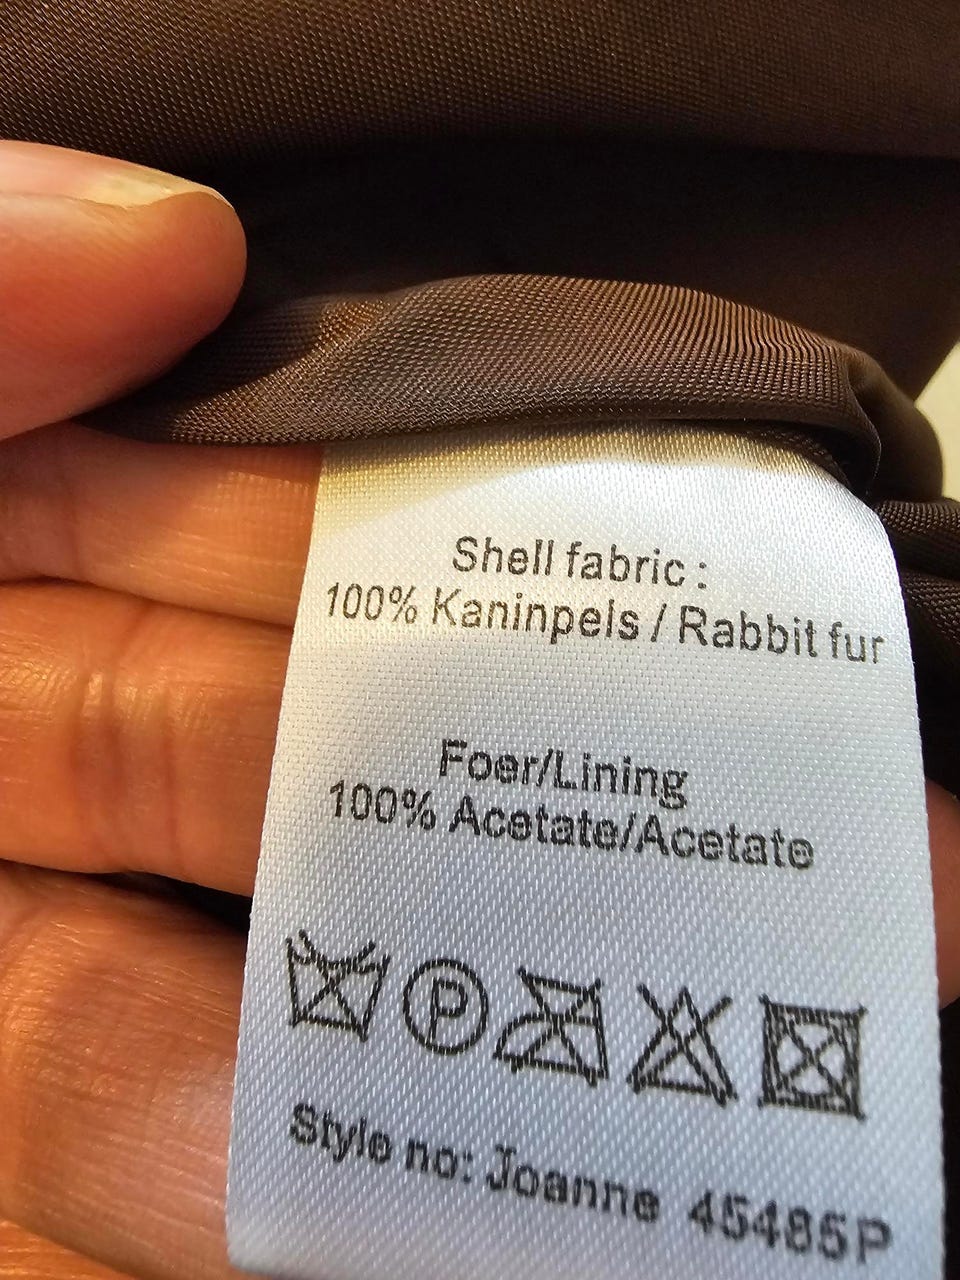 Shell fabric :
100% Kaninpels / Rabbit fur
Foer/Lining
100% Acetate/Acetate
P
Style no: Joanne 45485P